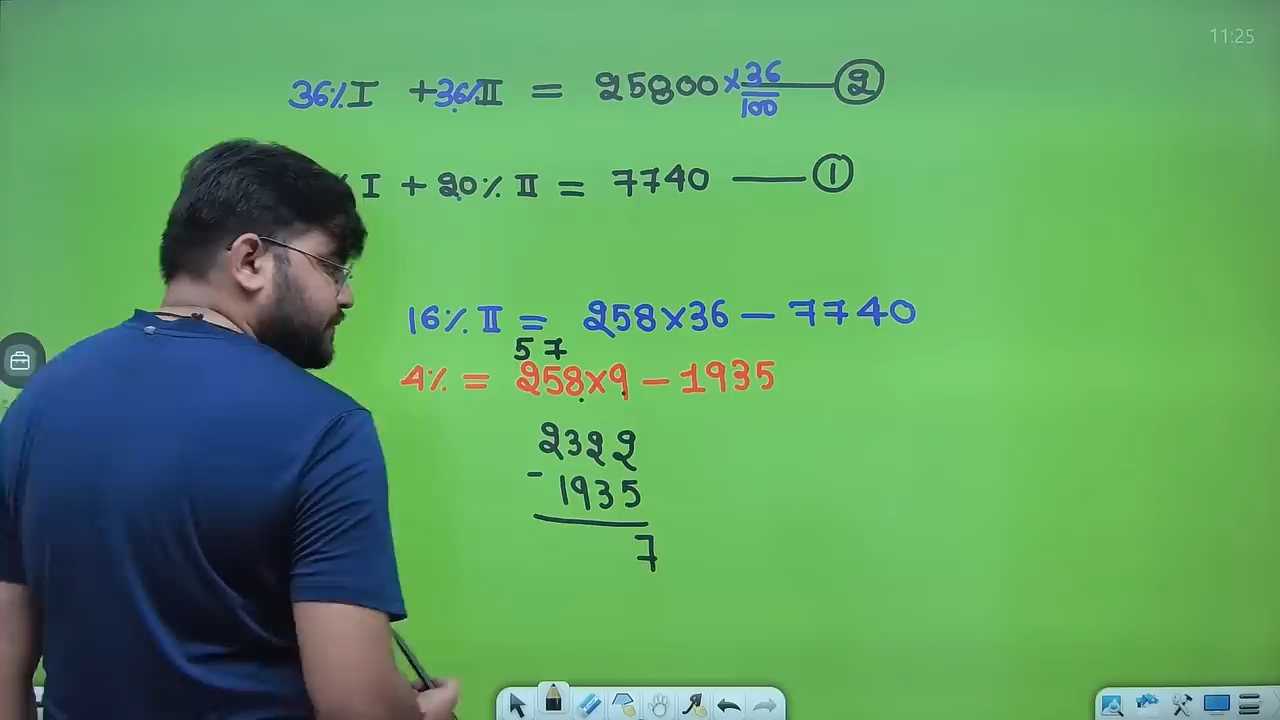 11:25
36% I + 36% II = 25800 × 36/100 — ②
% I + 20% II = 7740 — ①
16% II = 258×36 – 7740
5 7
4% = 258×9 – 1935
2322
- 1935
7